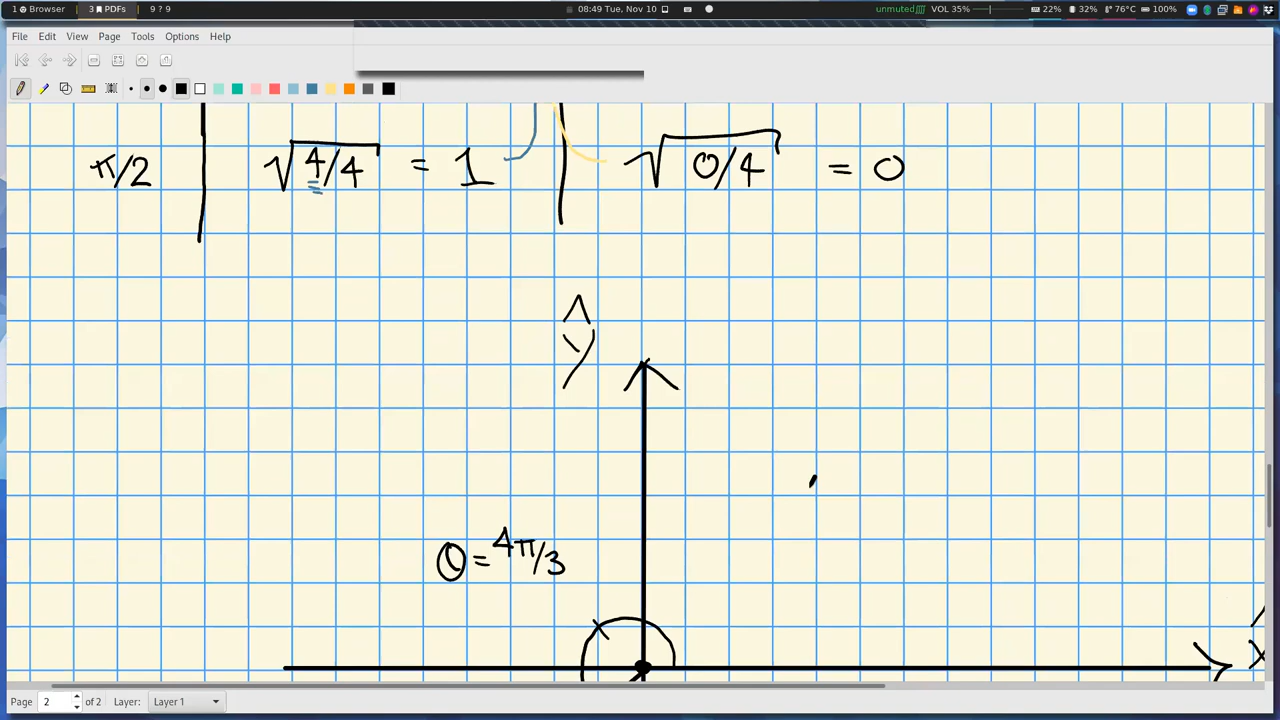 1 Browser 3 PDFs 9 ? 9 08:49 Tue, Nov 10 unmuted VOL 35% 22% 32% 76°C 100%
File Edit View Page Tools Options Help
π/2 √4/4 = 1 √0/4 = 0
^
y
θ = 4π/3
^
x
Page 2 of 2 Layer: Layer 1